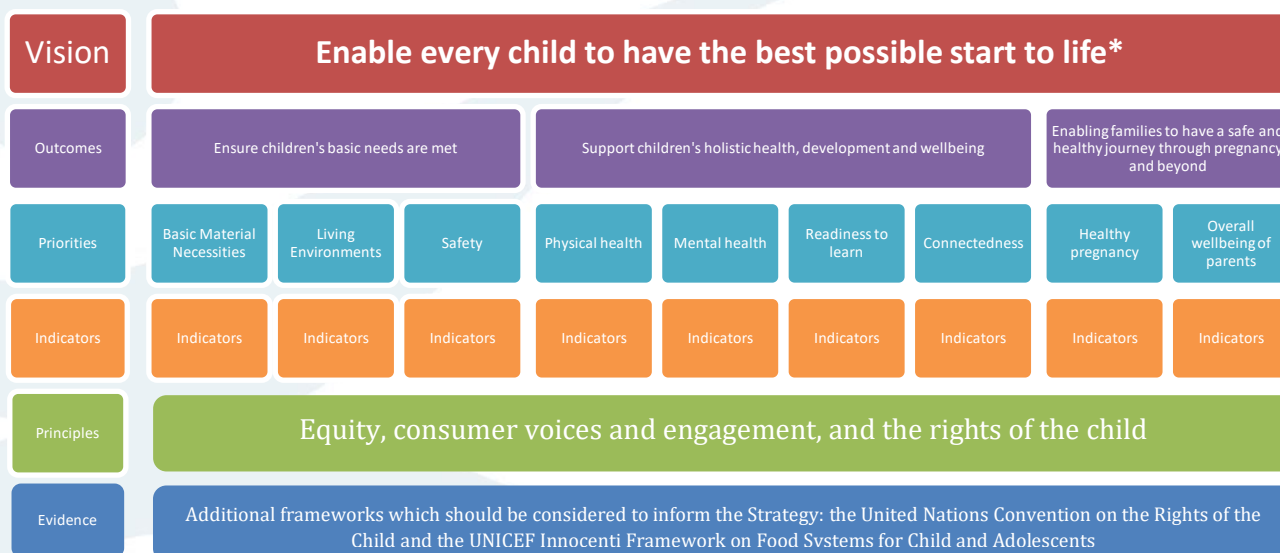 Vision
Enable every child to have the best possible start to life*
Outcomes
Ensure children's basic needs are met
Support children's holistic health, development and wellbeing
Enabling families to have a safe and
healthy journey through pregnancy
and beyond
Priorities
Basic Material
Necessities
Living
Environments
Safety
Physical health
Mental health
Readiness to
learn
Connectedness
Healthy
pregnancy
Overall
wellbeing of
parents
Indicators
Indicators
Indicators
Indicators
Indicators
Indicators
Indicators
Indicators
Indicators
Indicators
Principles
Equity, consumer voices and engagement, and the rights of the child
Evidence
Additional frameworks which should be considered to inform the Strategy: the United Nations Convention on the Rights of the
Child and the UNICEF Innocenti Framework on Food Systems for Child and Adolescents